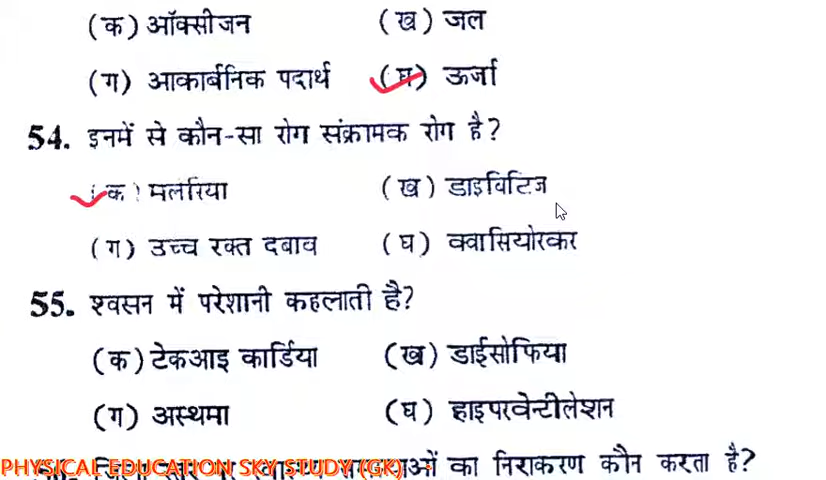 (क) ऑक्सीजन (ख) जल
(ग) आकार्बनिक पदार्थ (घ) ऊर्जा
54. इनमें से कौन-सा रोग संक्रामक रोग है?
(क) मलेरिया (ख) डाइविटिज
(ग) उच्च रक्त दबाव (घ) क्वासियोरकर
55. श्वसन में परेशानी कहलाती है?
(क) टेकआइ कार्डिया (ख) डाईसोफिया
(ग) अस्थमा (घ) हाइपरवेन्टीलेशन
PHYSICAL EDUCATION SKY STUDY (GK)
का निराकरण कौन करता है?